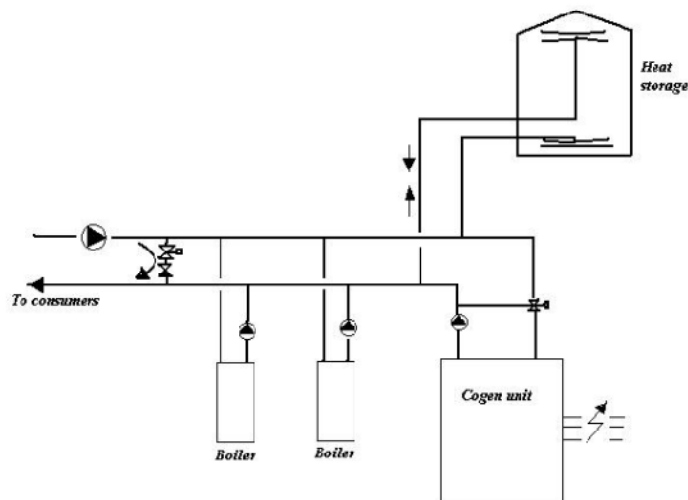 Heat
storage
To consumers
Cogen unit
Boiler
Boiler